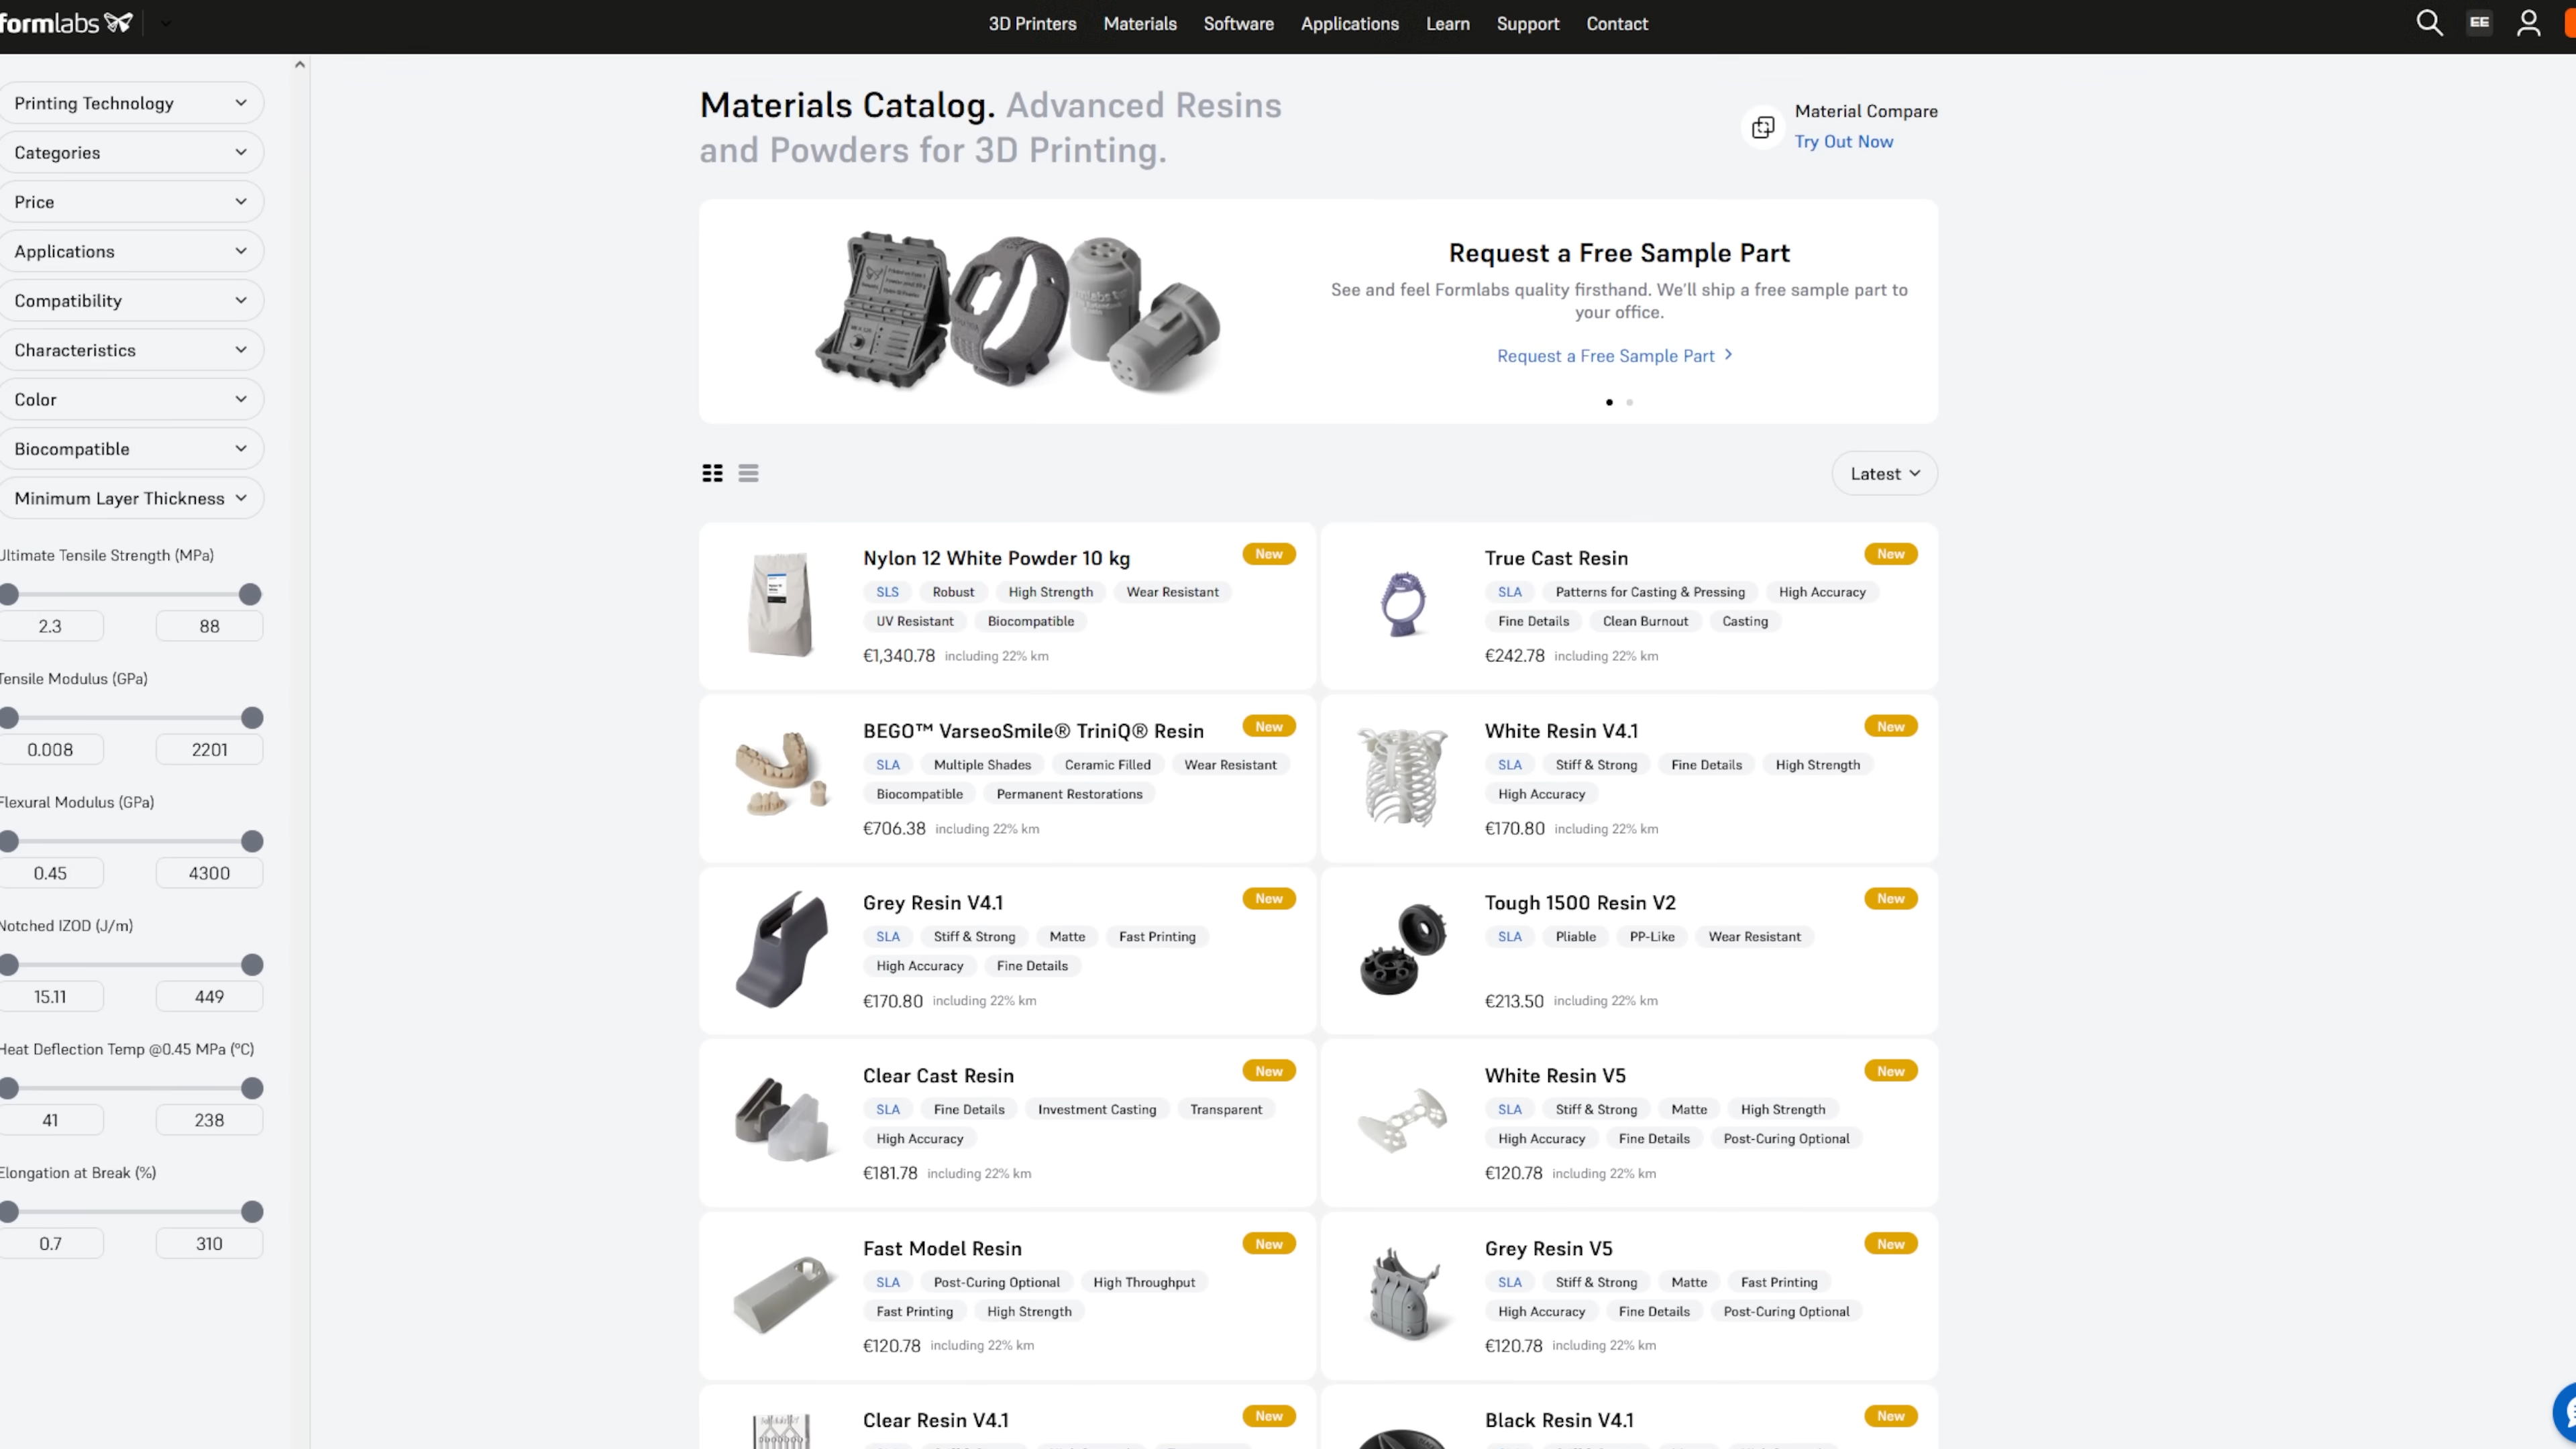 formlabs
3D Printers Materials Software Applications Learn Support Contact
EE
Printing Technology
Categories
Price
Applications
Compatibility
Characteristics
Color
Biocompatible
Minimum Layer Thickness
Ultimate Tensile Strength (MPa)
2.3 88
Tensile Modulus (GPa)
0.008 2201
Flexural Modulus (GPa)
0.45 4300
Notched IZOD (J/m)
15.11 449
Heat Deflection Temp @0.45 MPa (°C)
41 238
Elongation at Break (%)
0.7 310
Materials Catalog. Advanced Resins
and Powders for 3D Printing.
Material Compare
Try Out Now
Request a Free Sample Part
See and feel Formlabs quality firsthand. We'll ship a free sample part to
your office.
Request a Free Sample Part
Latest
Nylon 12 White Powder 10 kg New
SLS Robust High Strength Wear Resistant
UV Resistant Biocompatible
€1,340.78 including 22% km
True Cast Resin New
SLA Patterns for Casting & Pressing High Accuracy
Fine Details Clean Burnout Casting
€242.78 including 22% km
BEGO™ VarseoSmile® TriniQ® Resin New
SLA Multiple Shades Ceramic Filled Wear Resistant
Biocompatible Permanent Restorations
€706.38 including 22% km
White Resin V4.1 New
SLA Stiff & Strong Fine Details High Strength
High Accuracy
€170.80 including 22% km
Grey Resin V4.1 New
SLA Stiff & Strong Matte Fast Printing
High Accuracy Fine Details
€170.80 including 22% km
Tough 1500 Resin V2 New
SLA Pliable PP-Like Wear Resistant
€213.50 including 22% km
Clear Cast Resin New
SLA Fine Details Investment Casting Transparent
High Accuracy
€181.78 including 22% km
White Resin V5 New
SLA Stiff & Strong Matte High Strength
High Accuracy Fine Details Post-Curing Optional
€120.78 including 22% km
Fast Model Resin New
SLA Post-Curing Optional High Throughput
Fast Printing High Strength
€120.78 including 22% km
Grey Resin V5 New
SLA Stiff & Strong Matte Fast Printing
High Accuracy Fine Details Post-Curing Optional
€120.78 including 22% km
Clear Resin V4.1 New
Black Resin V4.1 New